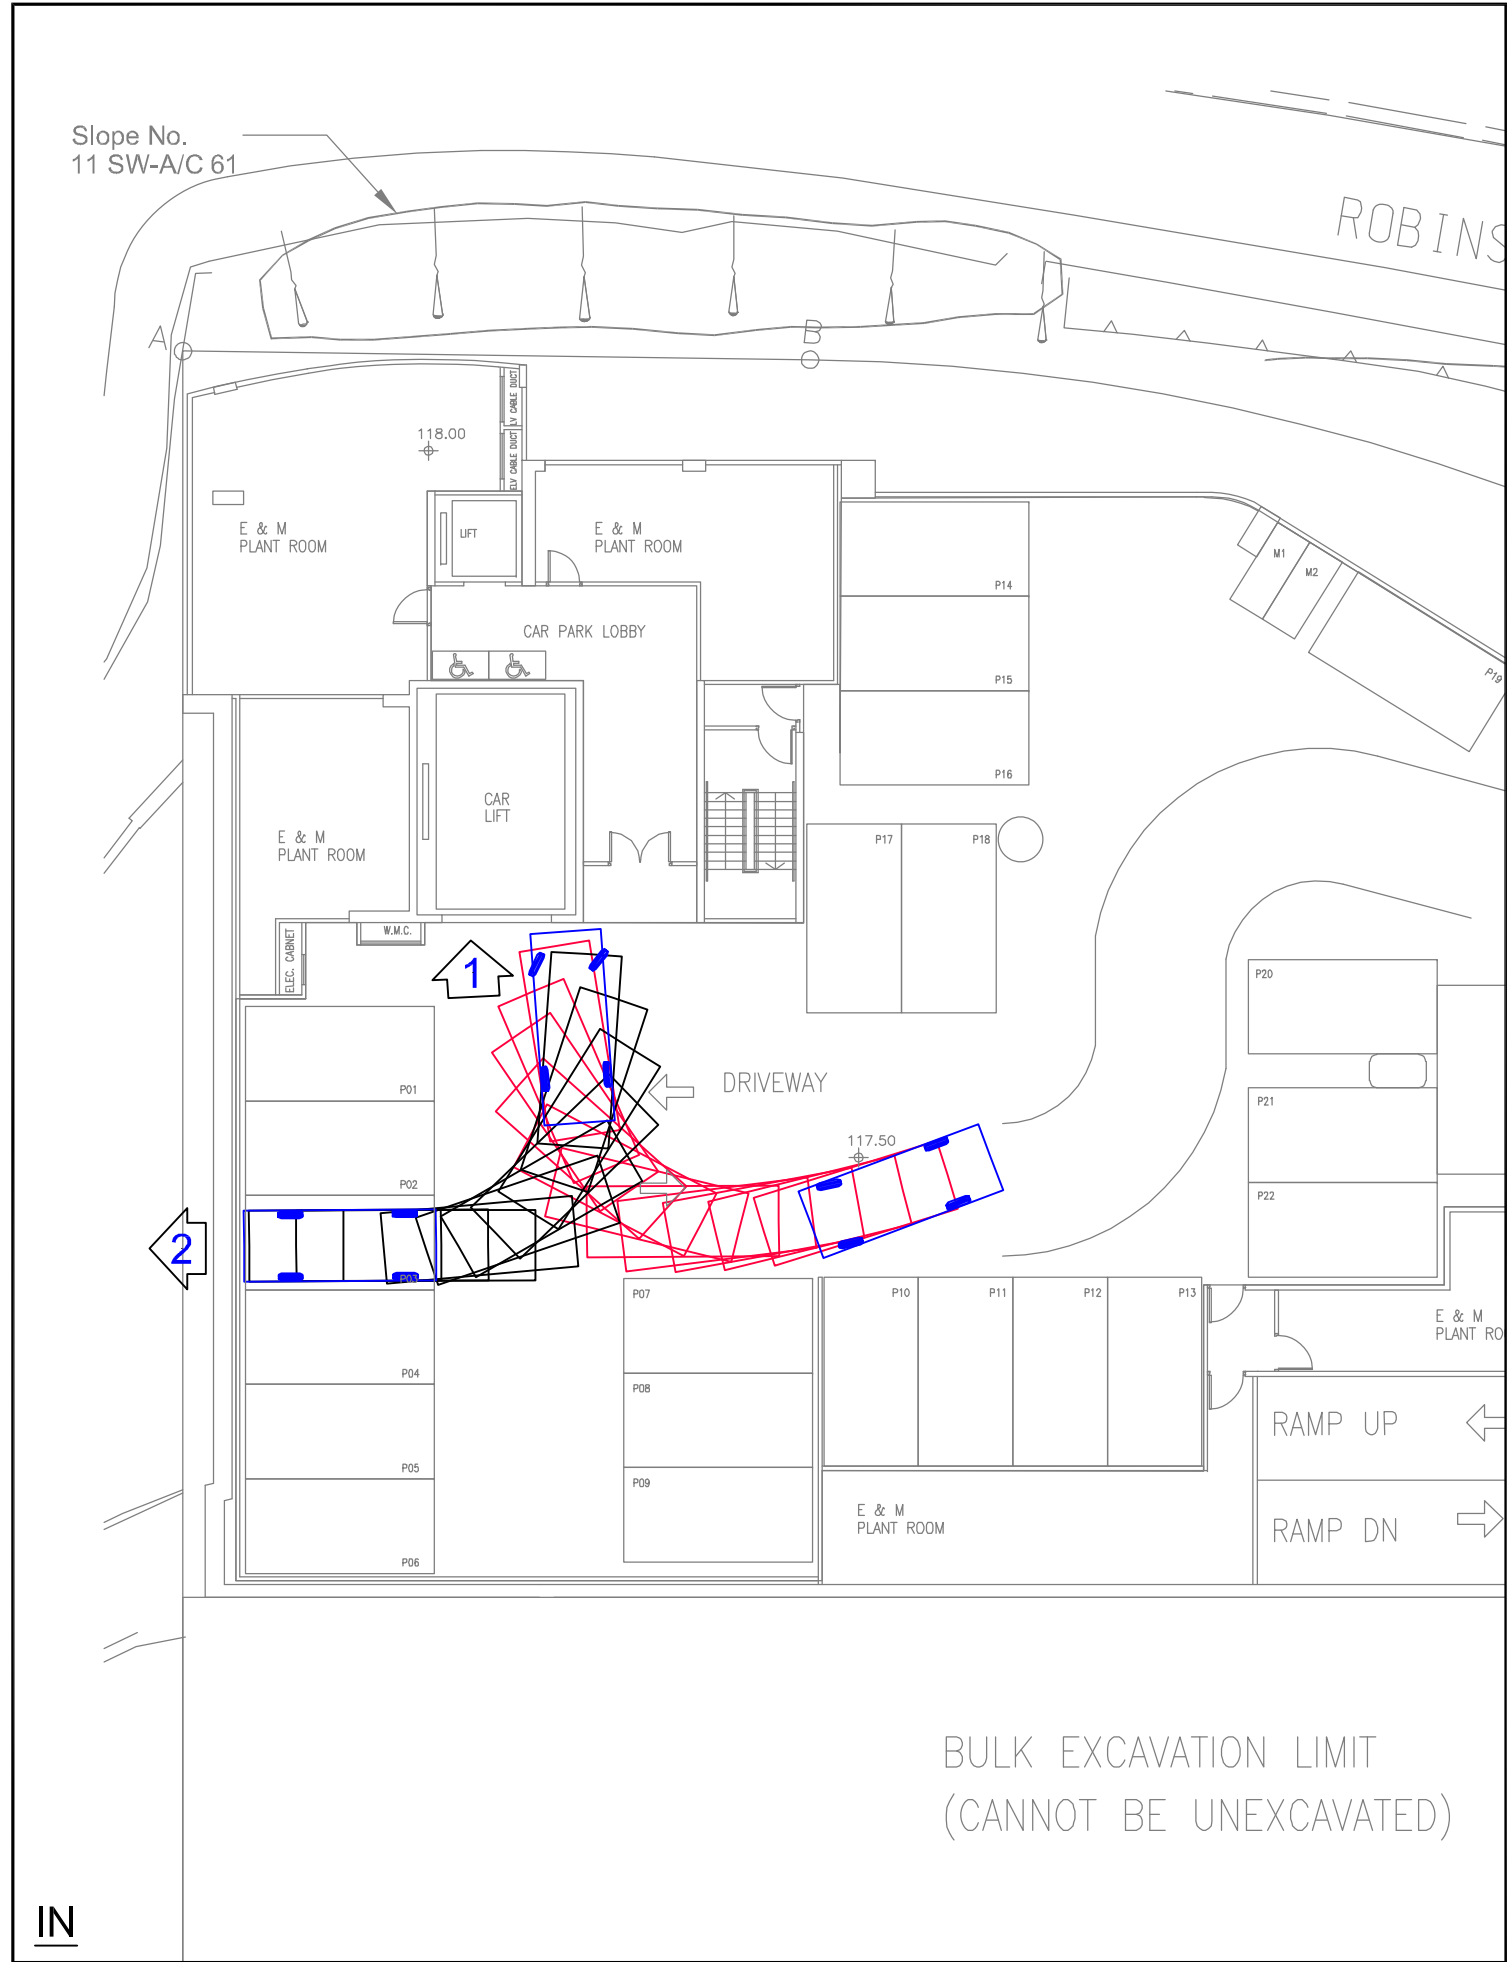 Slope No.
11 SW-A/C 61
ROBINS
A
B
118.00
LV CABLE DUCT
ELV CABLE DUCT
E & M
PLANT ROOM
LIFT
E & M
PLANT ROOM
M1
M2
P14
CAR PARK LOBBY
P15
P19
P16
CAR
LIFT
E & M
PLANT ROOM
P17
P18
W.M.C.
ELEC. CABNET
1
P20
DRIVEWAY
P01
P21
117.50
P02
P22
2
P03
P07
P10
P11
P12
P13
E & M
PLANT RO
P04
P08
RAMP UP
P05
P09
E & M
PLANT ROOM
RAMP DN
P06
BULK EXCAVATION LIMIT
(CANNOT BE UNEXCAVATED)
IN